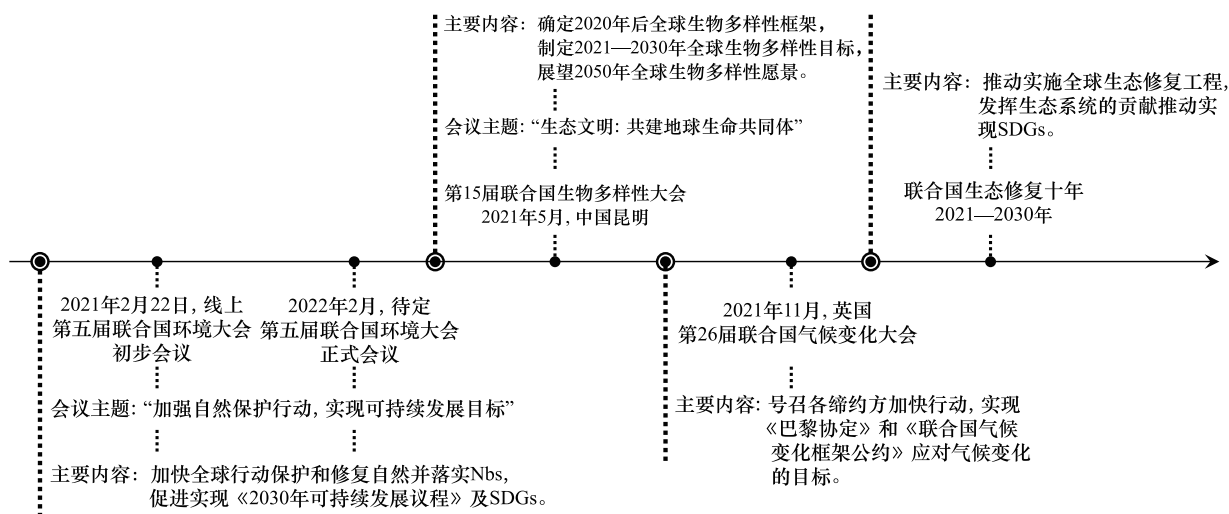 主要内容：确定2020年后全球生物多样性框架，
制定2021—2030年全球生物多样性目标，
展望2050年全球生物多样性愿景。
会议主题：“生态文明：共建地球生命共同体”
第15届联合国生物多样性大会
2021年5月，中国昆明
主要内容：推动实施全球生态修复工程，
发挥生态系统的贡献推动实
现SDGs。
联合国生态修复十年
2021—2030年
2021年2月22日，线上
第五届联合国环境大会
初步会议
2022年2月，待定
第五届联合国环境大会
正式会议
会议主题：“加强自然保护行动，实现可持续发展目标”
主要内容：加快全球行动保护和修复自然并落实Nbs，
促进实现《2030年可持续发展议程》及SDGs。
2021年11月，英国
第26届联合国气候变化大会
主要内容：号召各缔约方加快行动，实现
《巴黎协定》和《联合国气候
变化框架公约》应对气候变化
的目标。